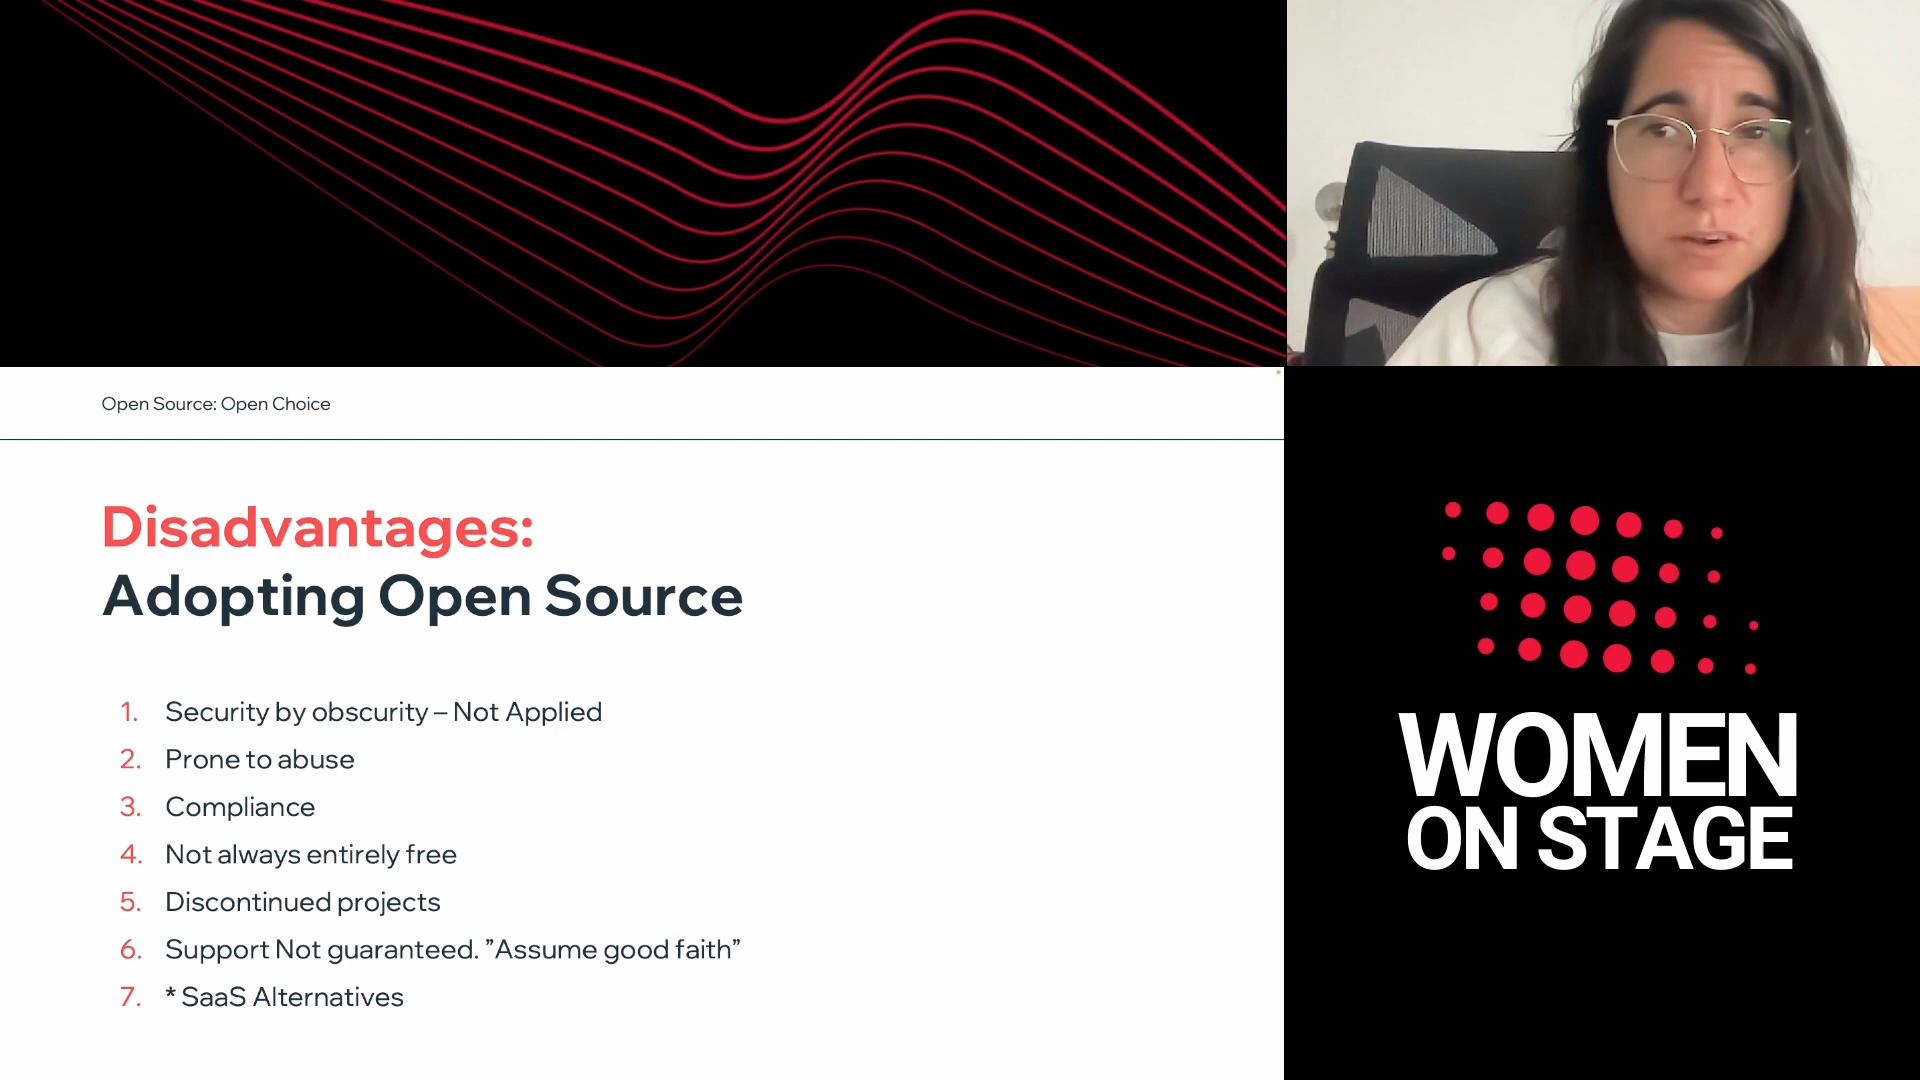 Open Source: Open Choice
Disadvantages:
Adopting Open Source
1. Security by obscurity – Not Applied
2. Prone to abuse
3. Compliance
4. Not always entirely free
5. Discontinued projects
6. Support Not guaranteed. ”Assume good faith”
7. * SaaS Alternatives
WOMEN
ON STAGE